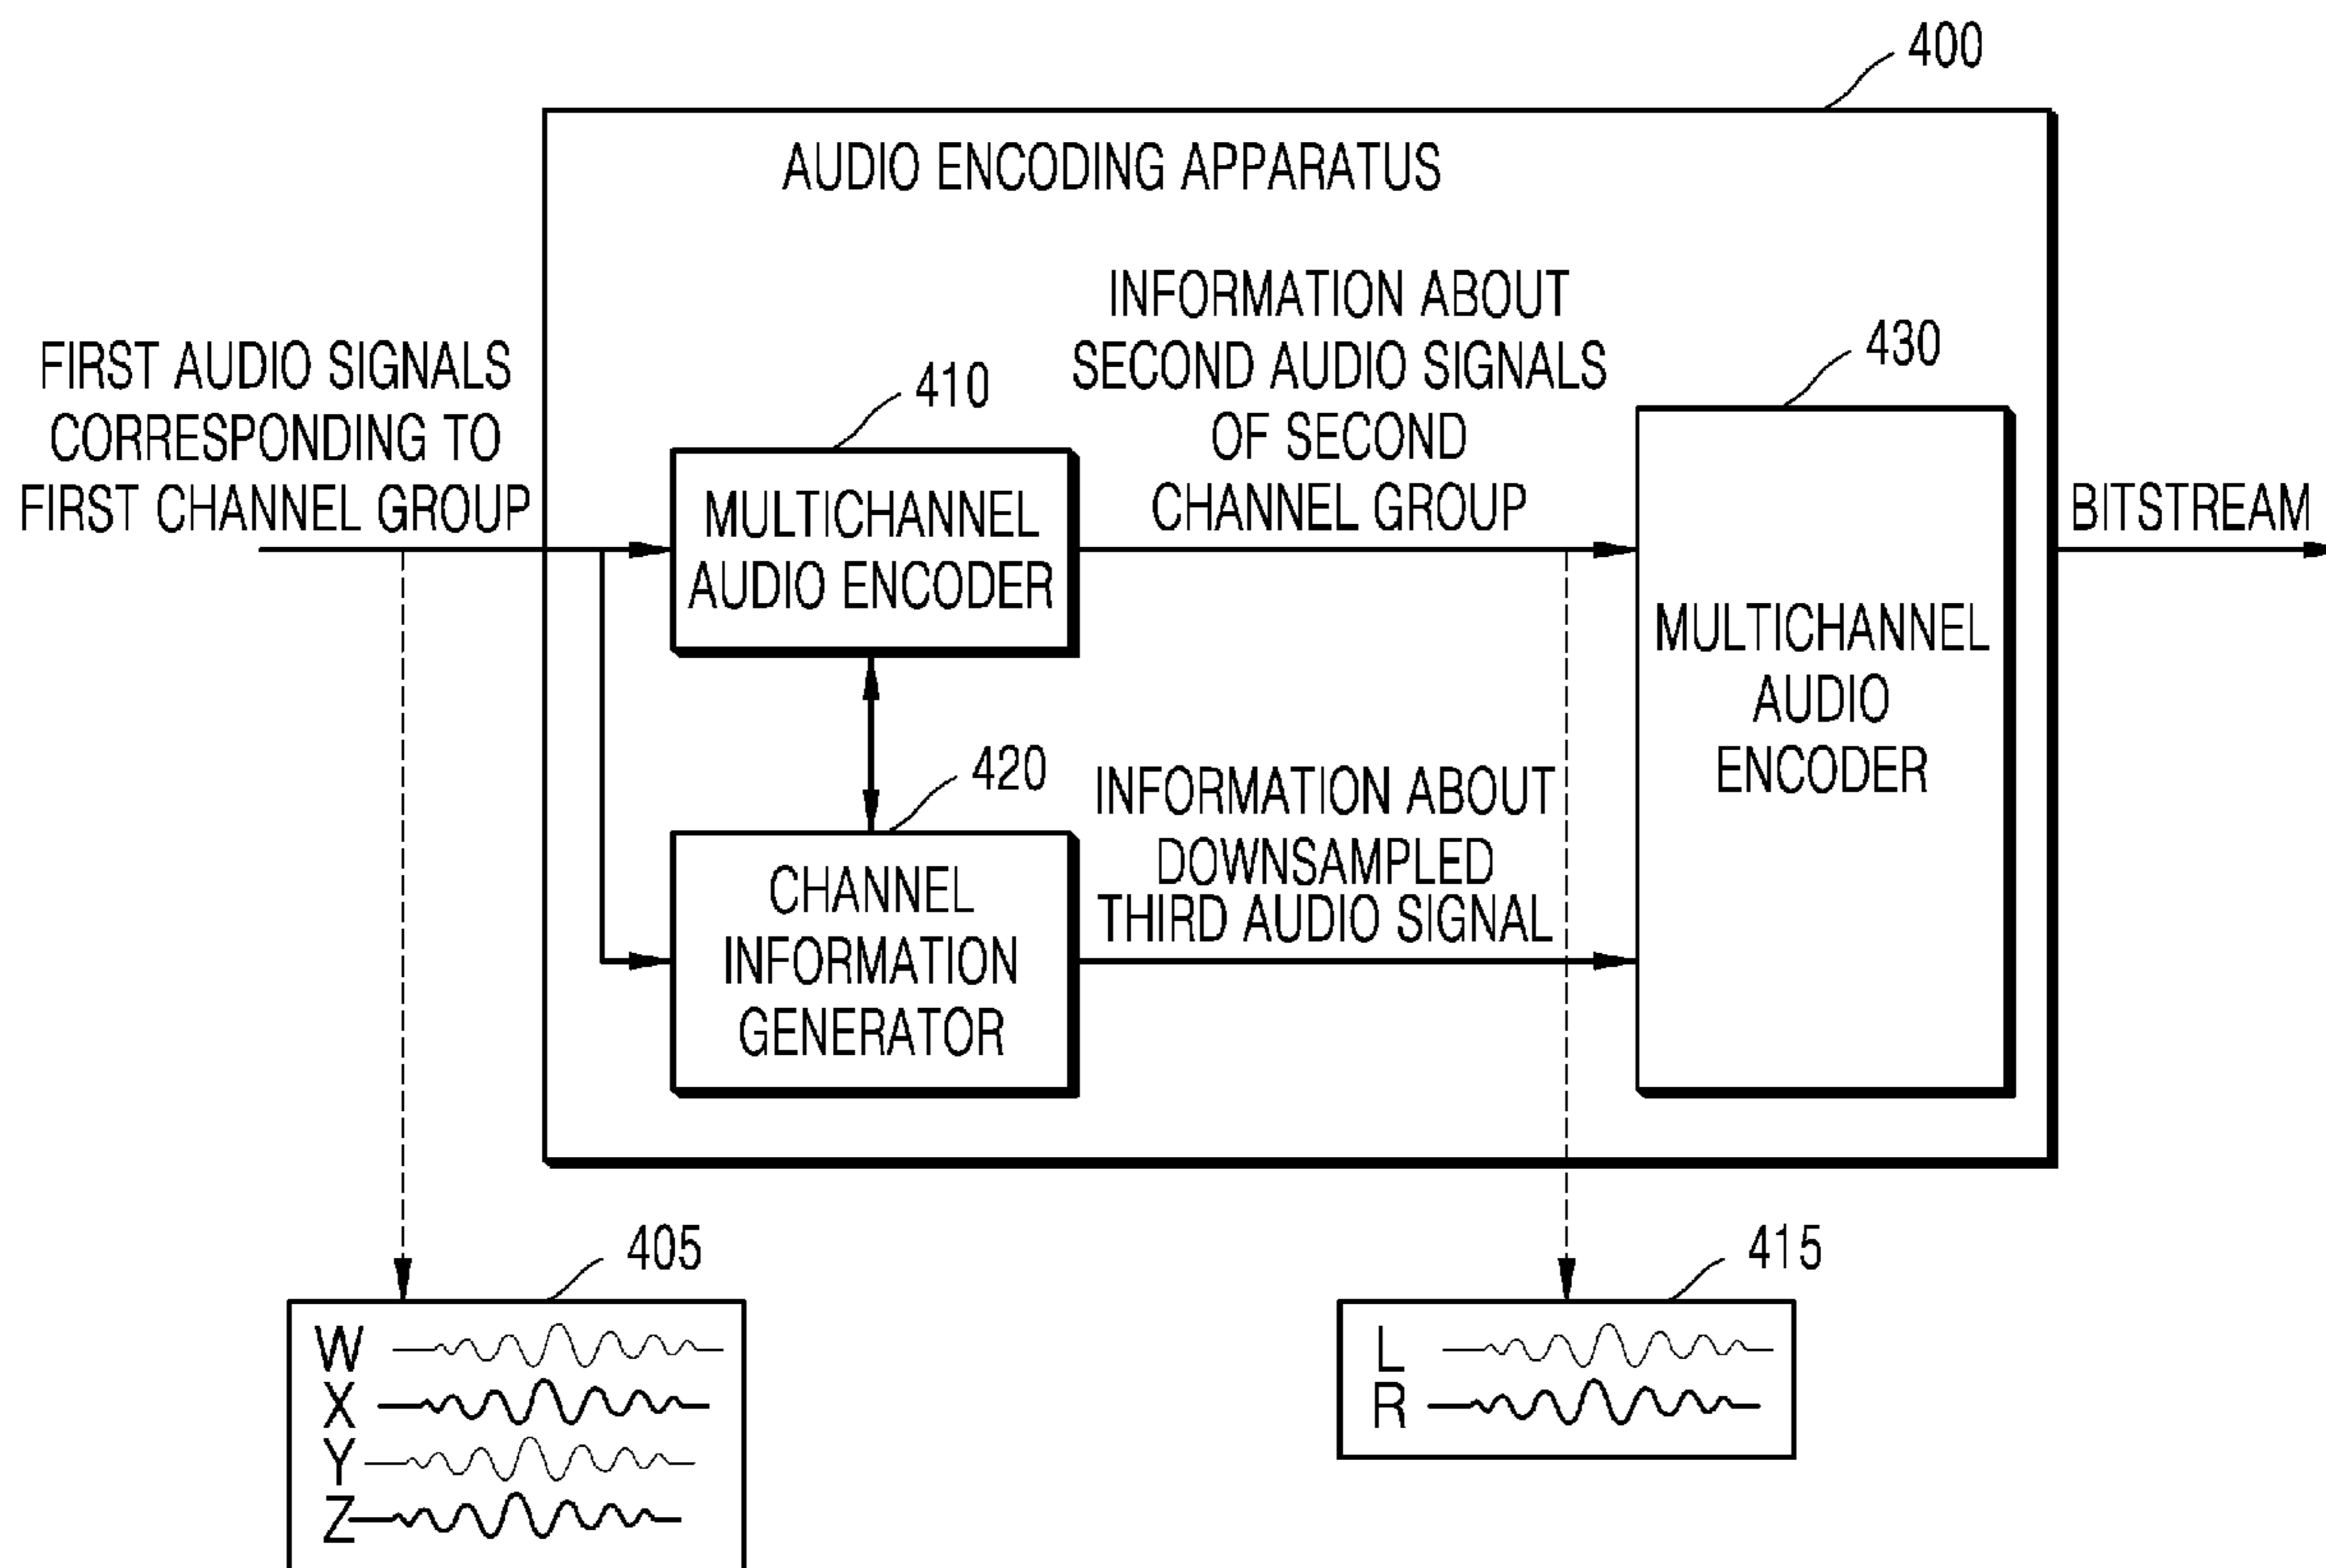 400
AUDIO ENCODING APPARATUS
FIRST AUDIO SIGNALS
CORRESPONDING TO
FIRST CHANNEL GROUP
410
MULTICHANNEL
AUDIO ENCODER
INFORMATION ABOUT
SECOND AUDIO SIGNALS
OF SECOND
CHANNEL GROUP
430
MULTICHANNEL
AUDIO
ENCODER
BITSTREAM
420
CHANNEL
INFORMATION
GENERATOR
INFORMATION ABOUT
DOWNSAMPLED
THIRD AUDIO SIGNAL
405
W
X
Y
Z
415
L
R